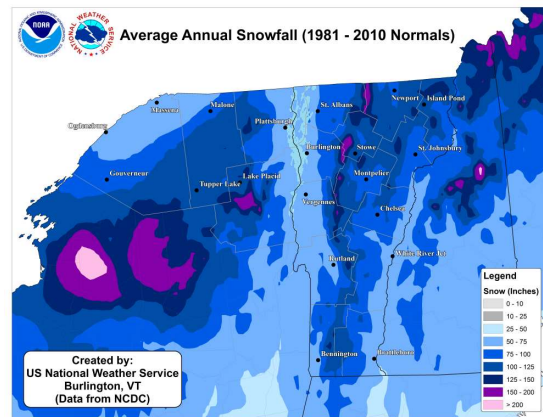 NOAA
NATIONAL WEATHER SERVICE
Average Annual Snowfall (1981 - 2010 Normals)
Newport
Island Pond
Massena
Malone
St. Albans
Plattsburgh
Ogdensburg
Burlington
Stowe
St. Johnsbury
Gouverneur
Lake Placid
Montpelier
Tupper Lake
Vergennes
Chelsea
White River Jct
Rutland
Bennington
Brattleboro
Legend
Snow (Inches)
0 - 10
10 - 25
25 - 50
50 - 75
75 - 100
100 - 125
125 - 150
150 - 200
> 200
Created by:
US National Weather Service
Burlington, VT
(Data from NCDC)